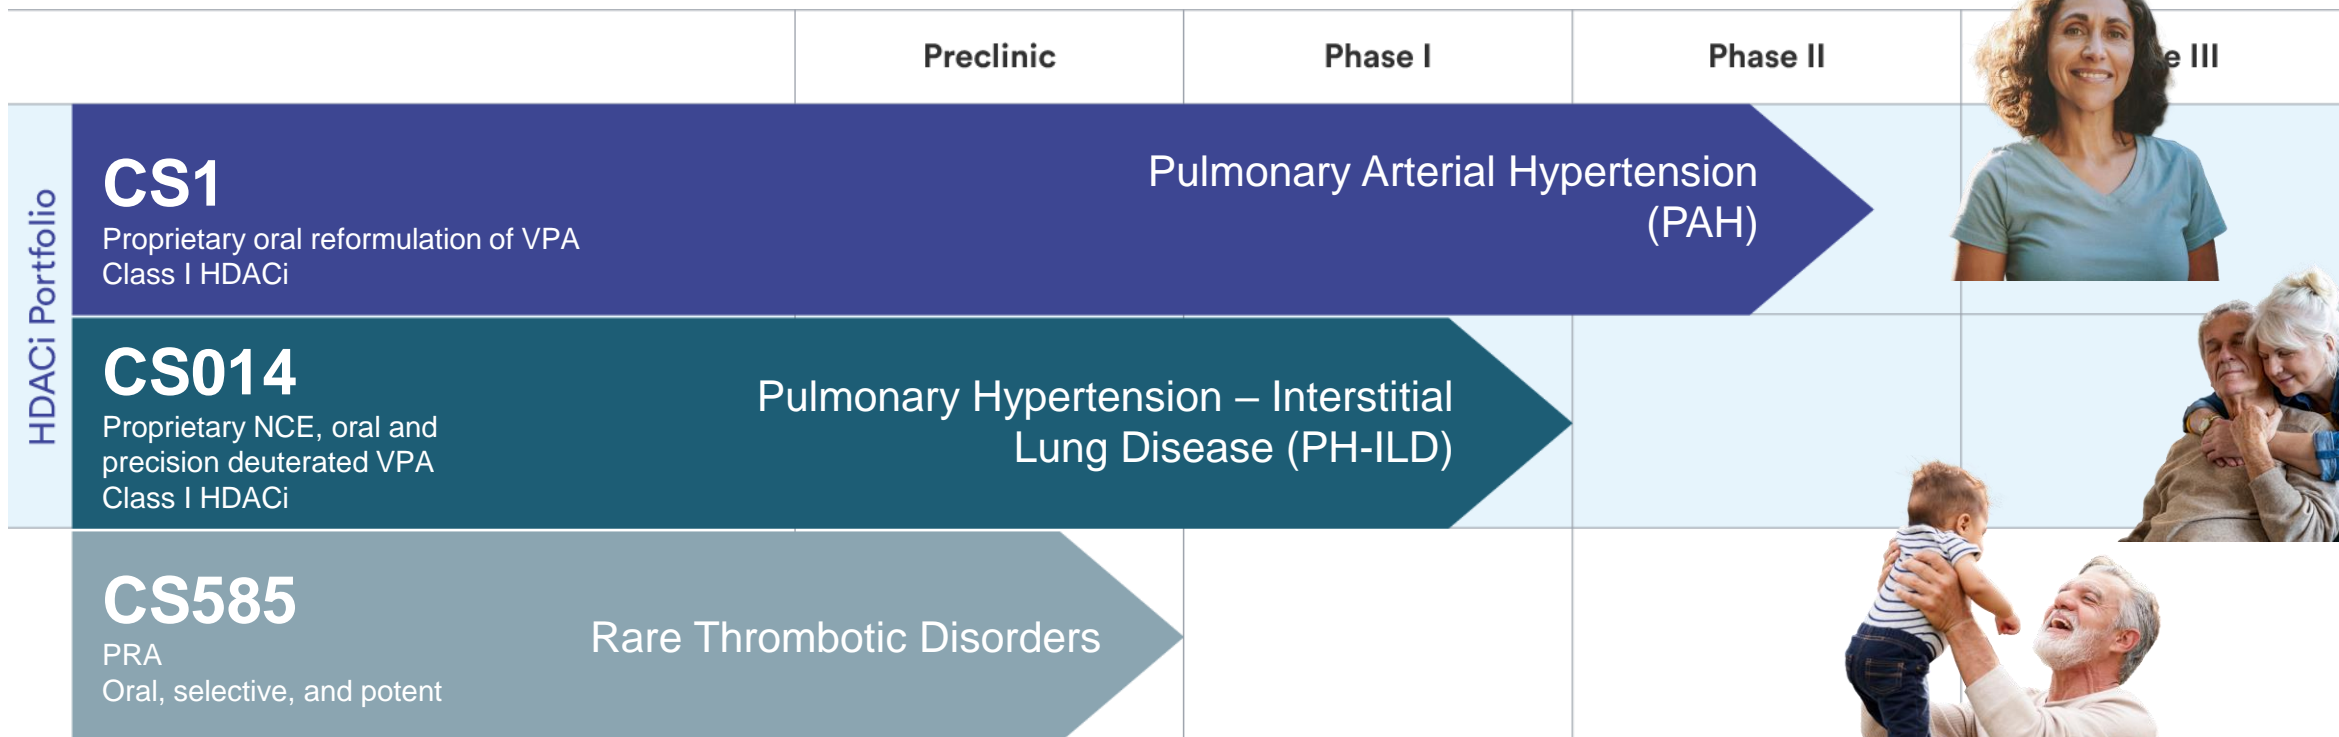 Preclinic
Phase I
Phase II
e III
HDACi Portfolio
CS1
Proprietary oral reformulation of VPA
Class I HDACi
Pulmonary Arterial Hypertension
(PAH)
CS014
Proprietary NCE, oral and
precision deuterated VPA
Class I HDACi
Pulmonary Hypertension – Interstitial
Lung Disease (PH-ILD)
CS585
PRA
Oral, selective, and potent
Rare Thrombotic Disorders